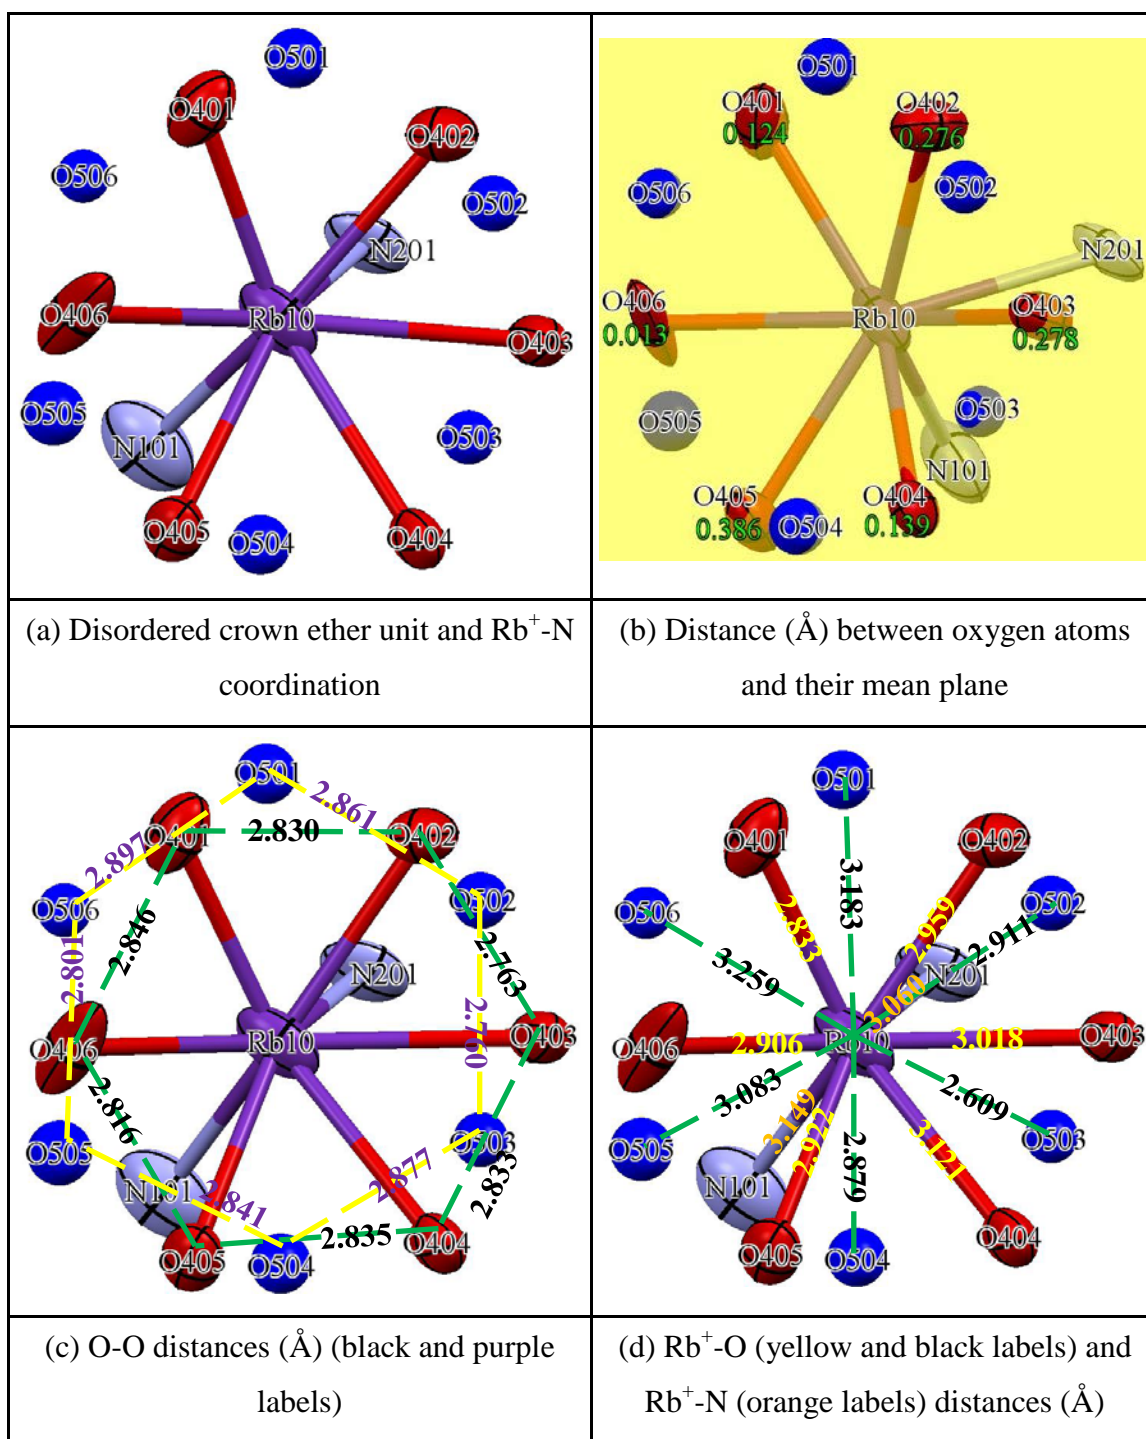 O501
O401
O402
O506
O502
N201
O406
Rb10
O403
O505
O503
N101
O405
O504
O404
O501
O401
O402
0.124
0.276
O506
O502
N201
O406
Rb10
O403
0.013
0.278
O505
O503
N101
O405
O404
0.386
O504
0.139
(a) Disordered crown ether unit and Rb⁺-N
coordination
(b) Distance (Å) between oxygen atoms
and their mean plane
O501
2.861
O401
2.830
O402
2.897
O506
O502
2.846
2.763
2.801
N201
O406
Rb10
O403
2.760
2.816
O505
O503
N101
2.877
2.833
2.841
2.835
O405
O504
O404
O501
O401
O402
3.183
O506
2.833
2.959
2.911
O502
3.259
N201
3.060
O406
2.906
Rb10
3.018
O403
3.083
2.609
O505
3.149
2.922
2.879
3.121
O503
N101
O405
O504
O404
(c) O-O distances (Å) (black and purple
labels)
(d) Rb⁺-O (yellow and black labels) and
Rb⁺-N (orange labels) distances (Å)